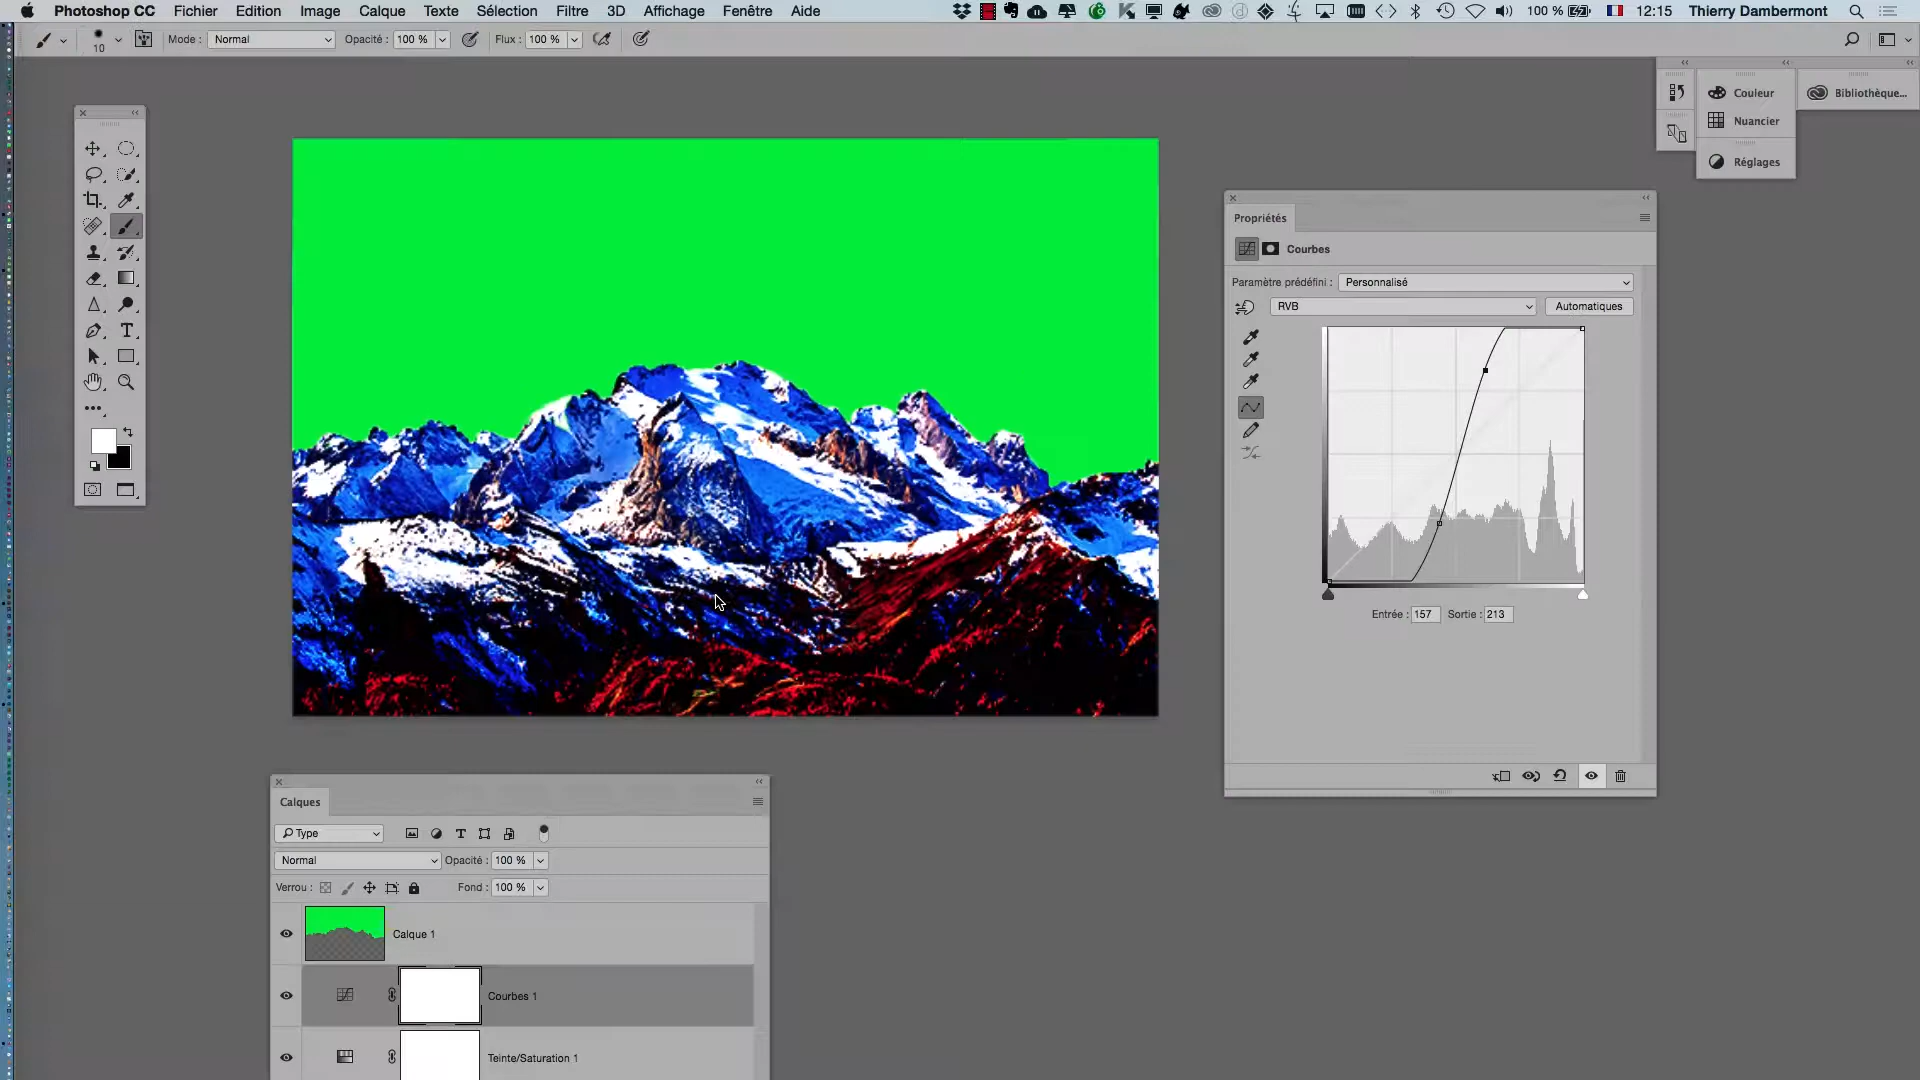 Photoshop CC Fichier Edition Image Calque Texte Sélection Filtre 3D Affichage Fenêtre Aide 100 % 12:15 Thierry Dambermont
10 Mode : Normal Opacité : 100 % Flux : 100 %
Couleur
Bibliothèque...
Nuancier
Réglages
Propriétés
Courbes
Paramètre prédéfini : Personnalisé
RVB Automatiques
Entrée : 157 Sortie : 213
Calques
Type
Normal Opacité : 100 %
Verrou : Fond : 100 %
Calque 1
Courbes 1
Teinte/Saturation 1